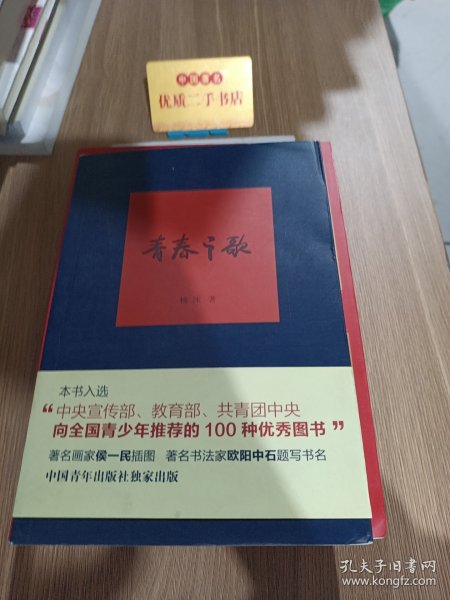 中国著名
优质二手书店
青春之歌
杨沫 著
本书入选
“中央宣传部、教育部、共青团中央
向全国青少年推荐的 100 种优秀图书”
著名画家侯一民插图 著名书法家欧阳中石题写书名
中国青年出版社独家出版
孔夫子旧书网
www.kongfz.com